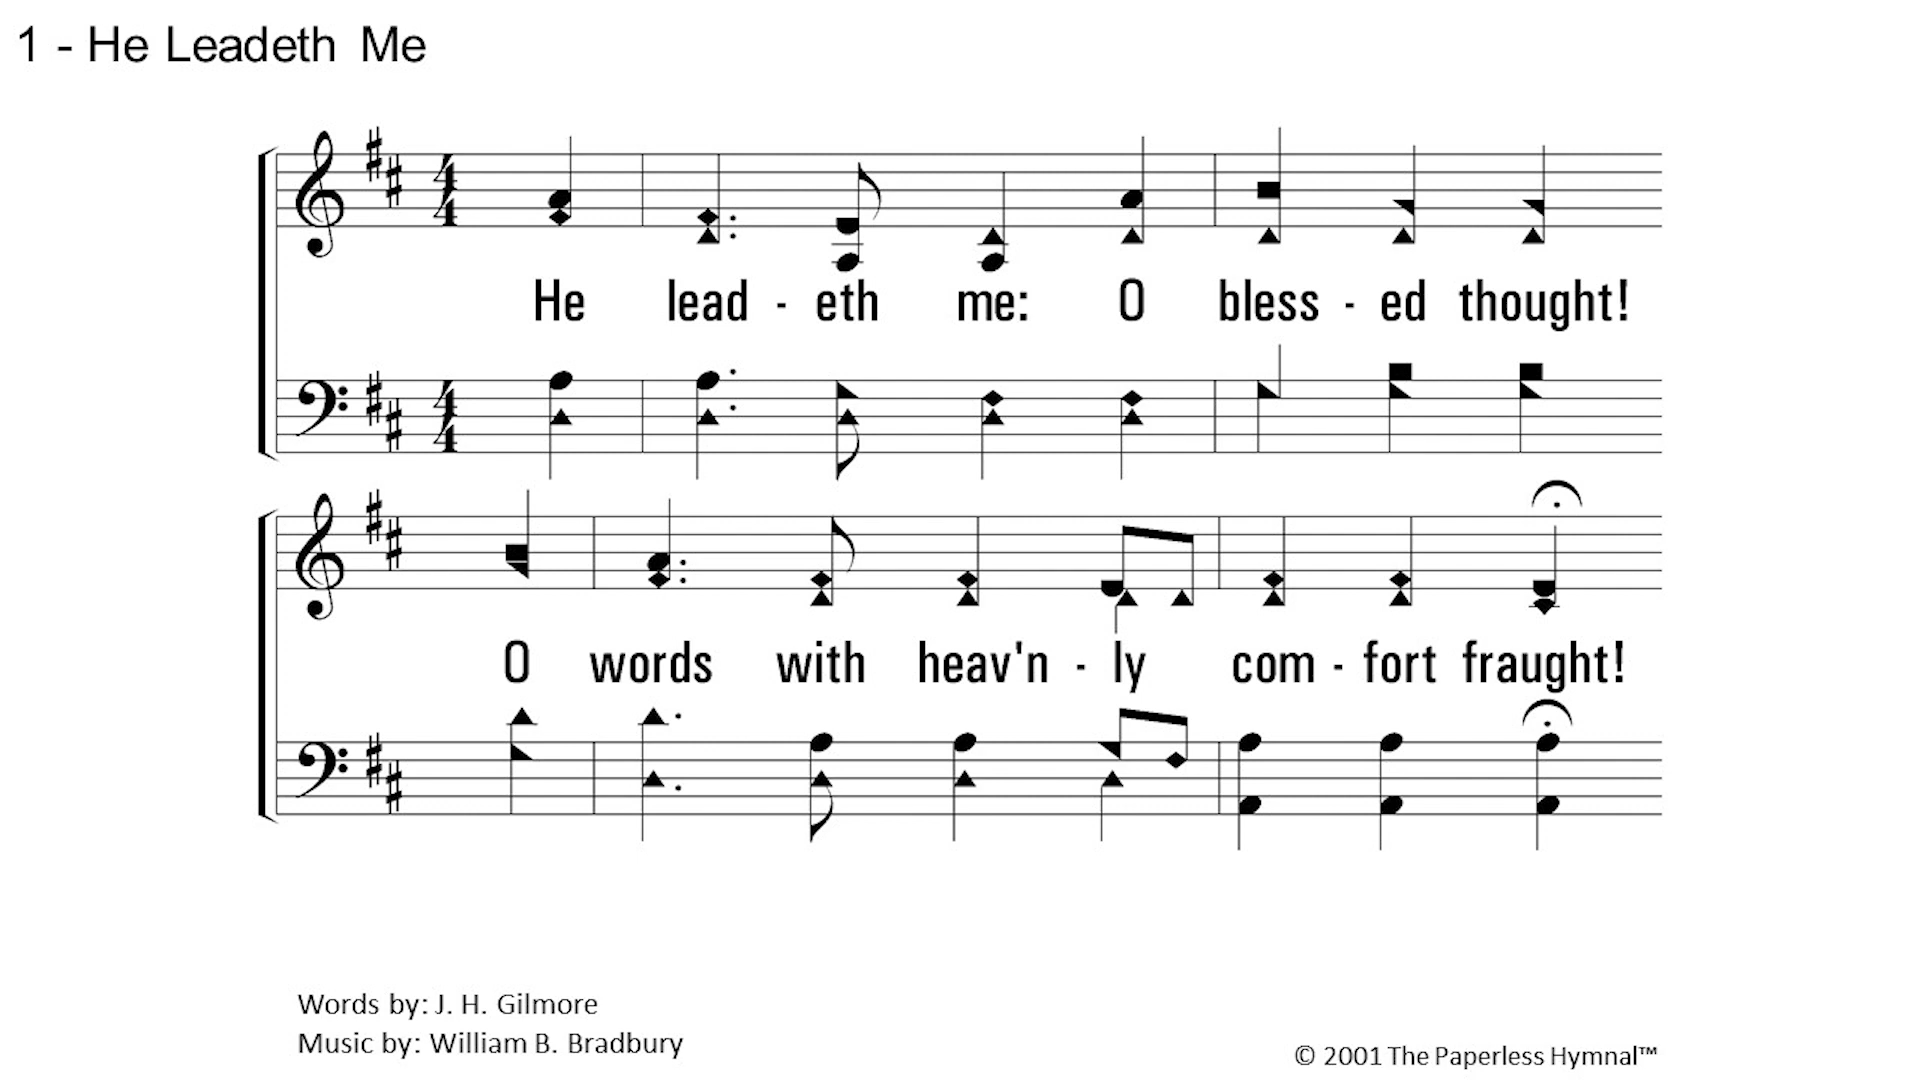 1 - He Leadeth Me
He lead - eth me: O bless - ed thought!
O words with heav'n - ly com - fort fraught!
Words by: J. H. Gilmore
Music by: William B. Bradbury
© 2001 The Paperless Hymnal™